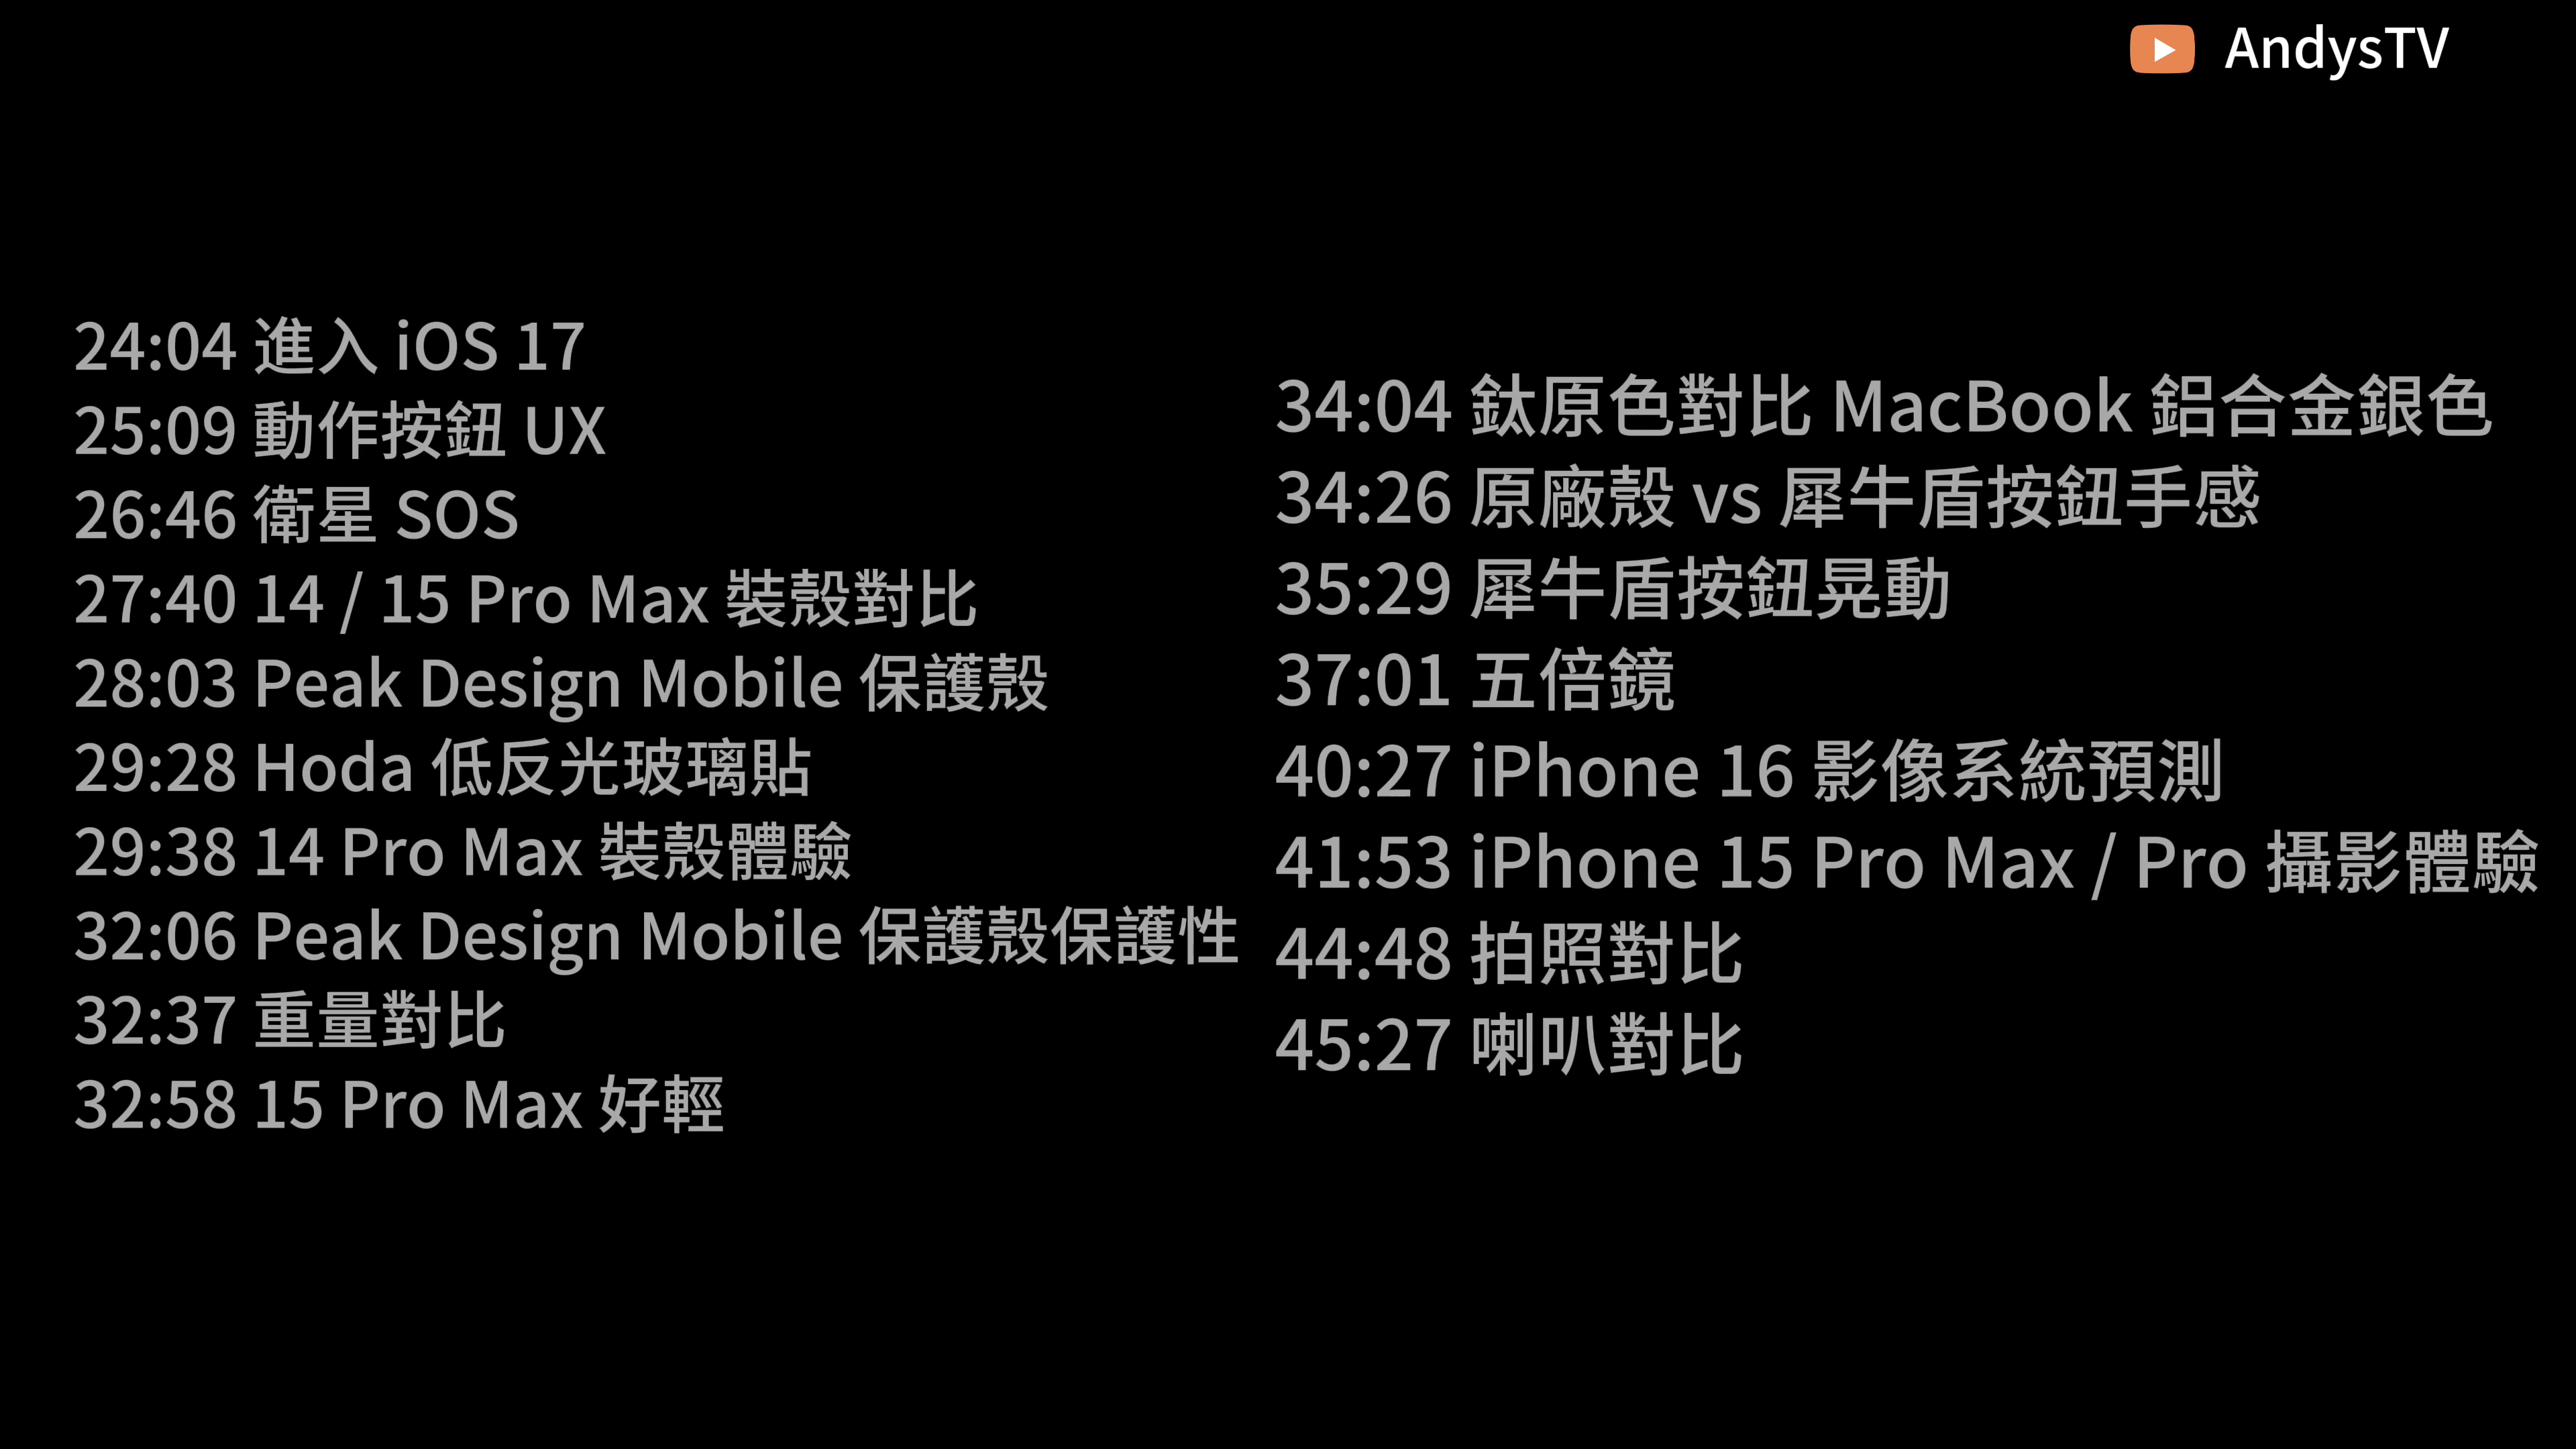 AndysTV
24:04 進入 iOS 17
25:09 動作按鈕 UX
26:46 衛星 SOS
27:40 14 / 15 Pro Max 裝殼對比
28:03 Peak Design Mobile 保護殼
29:28 Hoda 低反光玻璃貼
29:38 14 Pro Max 裝殼體驗
32:06 Peak Design Mobile 保護殼保護性
32:37 重量對比
32:58 15 Pro Max 好輕
34:04 鈦原色對比 MacBook 鋁合金銀色
34:26 原廠殼 vs 犀牛盾按鈕手感
35:29 犀牛盾按鈕晃動
37:01 五倍鏡
40:27 iPhone 16 影像系統預測
41:53 iPhone 15 Pro Max / Pro 攝影體驗
44:48 拍照對比
45:27 喇叭對比